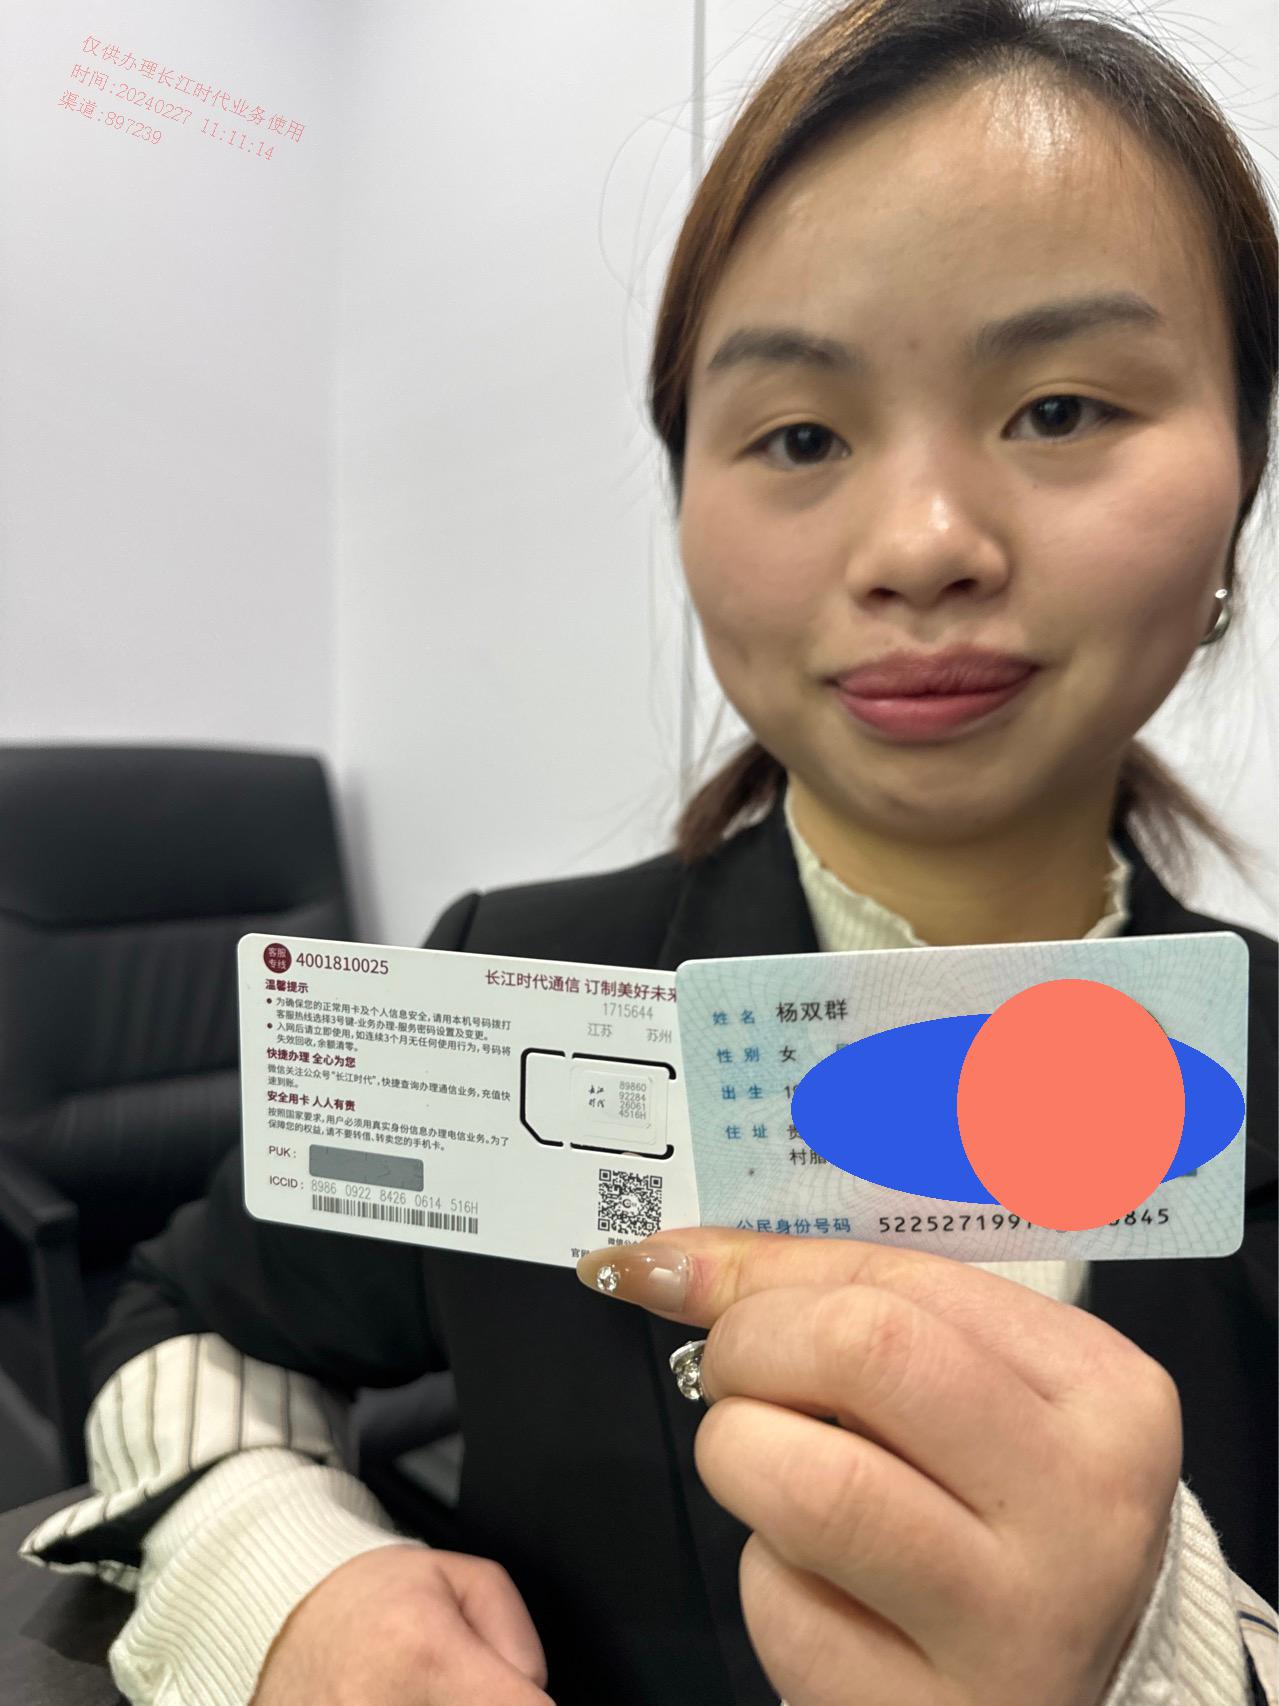 仅供办理长江时代业务使用
时间:20240227 11:11:14
渠道:897239
客服专线 4001810025
长江时代通信 订制美好未来
1715644
江苏 苏州
温馨提示
● 为确保您的正常用卡及个人信息安全,请用本机号码拨打
客服热线选择3号键-业务办理-服务密码设置及变更。
● 入网后请立即使用,如连续3个月无任何使用行为,号码将
失效回收,余额清零。
快捷办理 全心为您
微信关注公众号“长江时代”,快捷查询办理通信业务,充值快
速到账。
安全用卡 人人有责
按照国家要求,用户必须用真实身份信息办理电信业务。为了
保障您的权益,请不要转借、转卖您的手机卡。
PUK:
ICCID: 8986 0922 8426 0614 516H
长江
时代
89860
92284
26061
4516H
微信公
官
姓名 杨双群
性别 女
出生
住址
村
公民身份号码